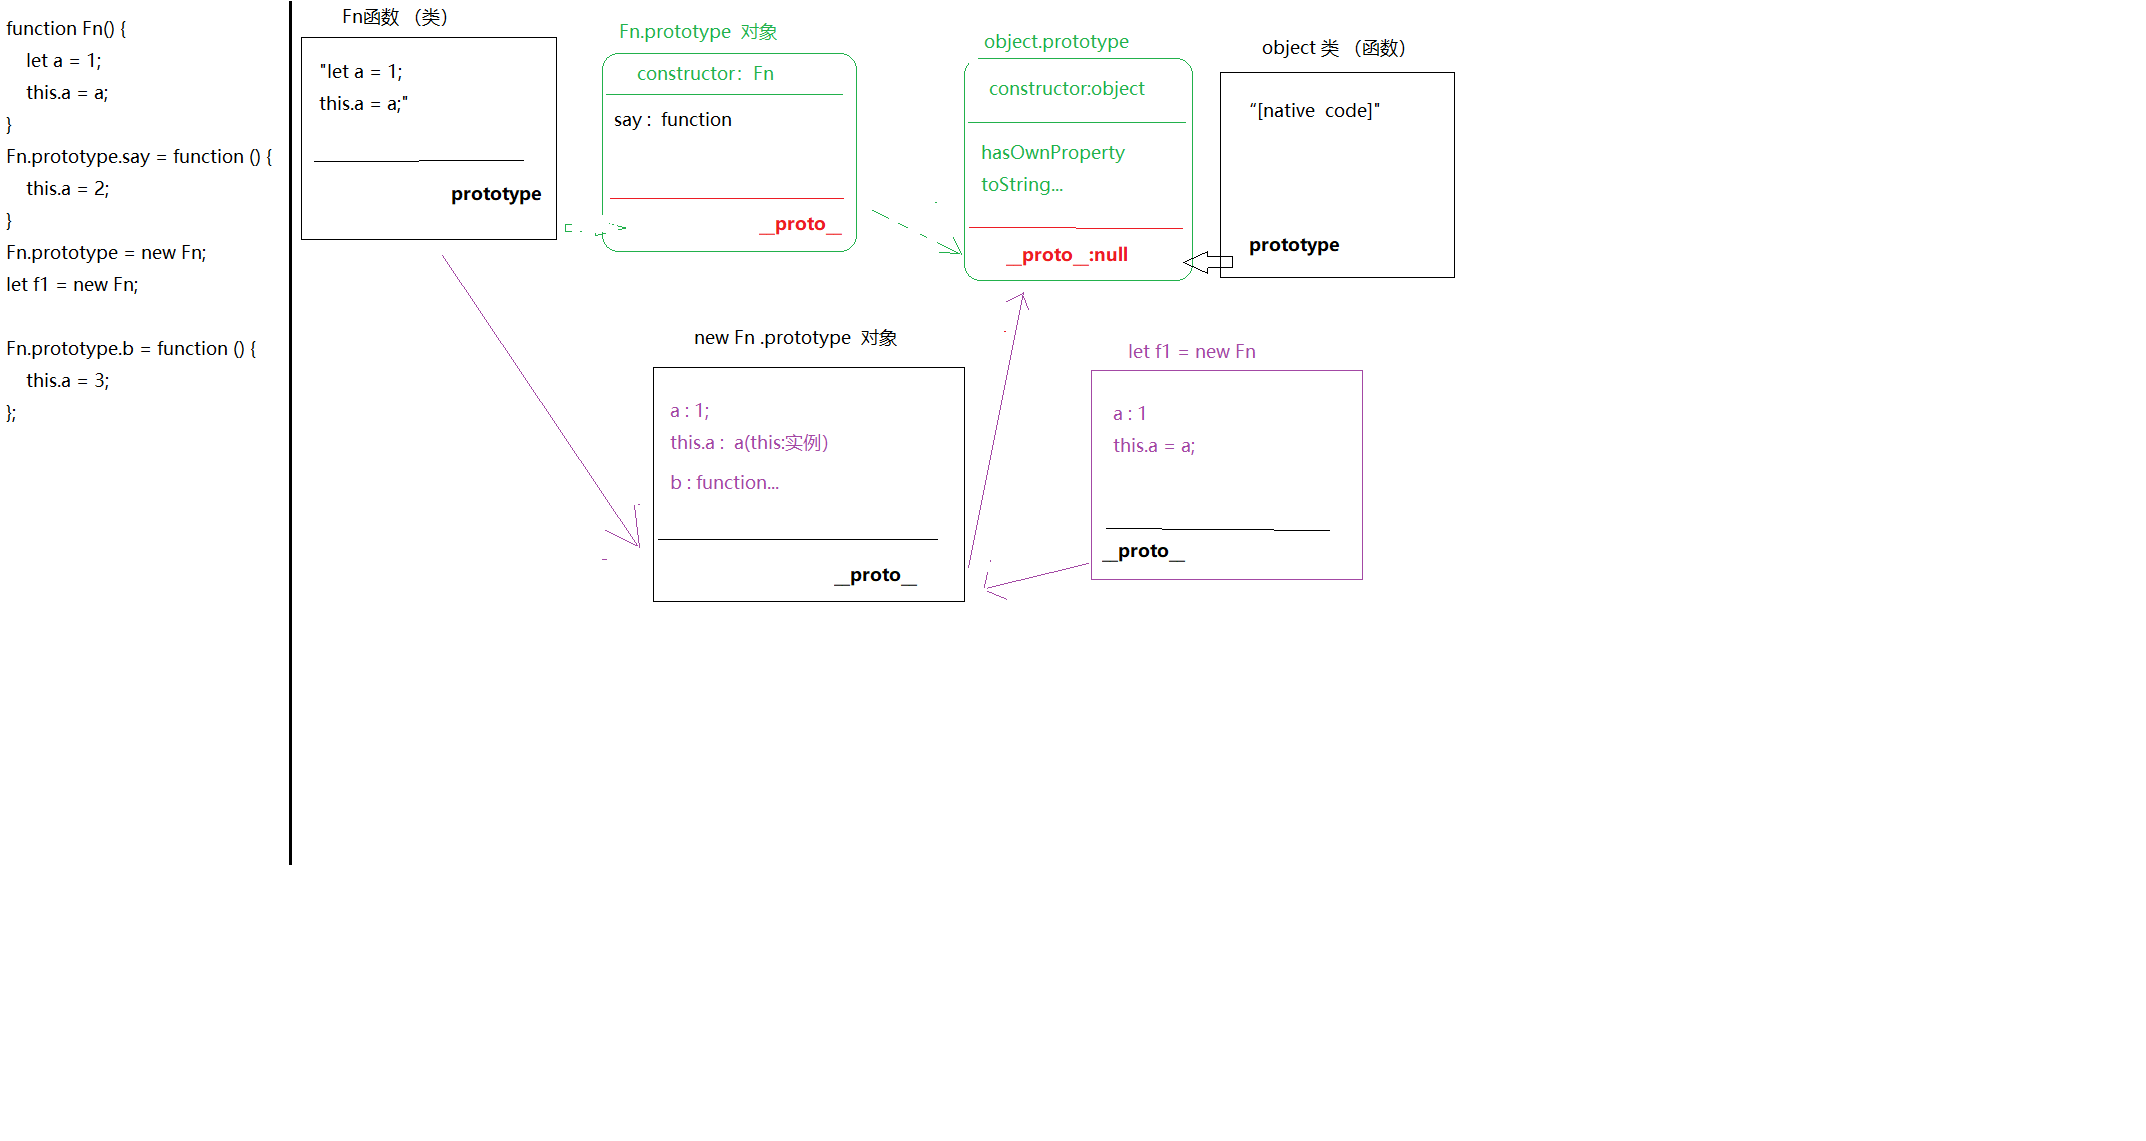 function Fn() {
let a = 1;
this.a = a;
}
Fn.prototype.say = function () {
this.a = 2;
}
Fn.prototype = new Fn;
let f1 = new Fn;
Fn.prototype.b = function () {
this.a = 3;
};
Fn函数 （类）
"let a = 1;
this.a = a;"
prototype
Fn.prototype 对象
constructor：Fn
say : function
__proto__
object.prototype
constructor:object
hasOwnProperty
toString...
__proto__:null
object 类 （函数）
“[native code]"
prototype
new Fn .prototype 对象
a : 1;
this.a : a(this:实例）
b : function...
__proto__
let f1 = new Fn
a : 1
this.a = a;
__proto__